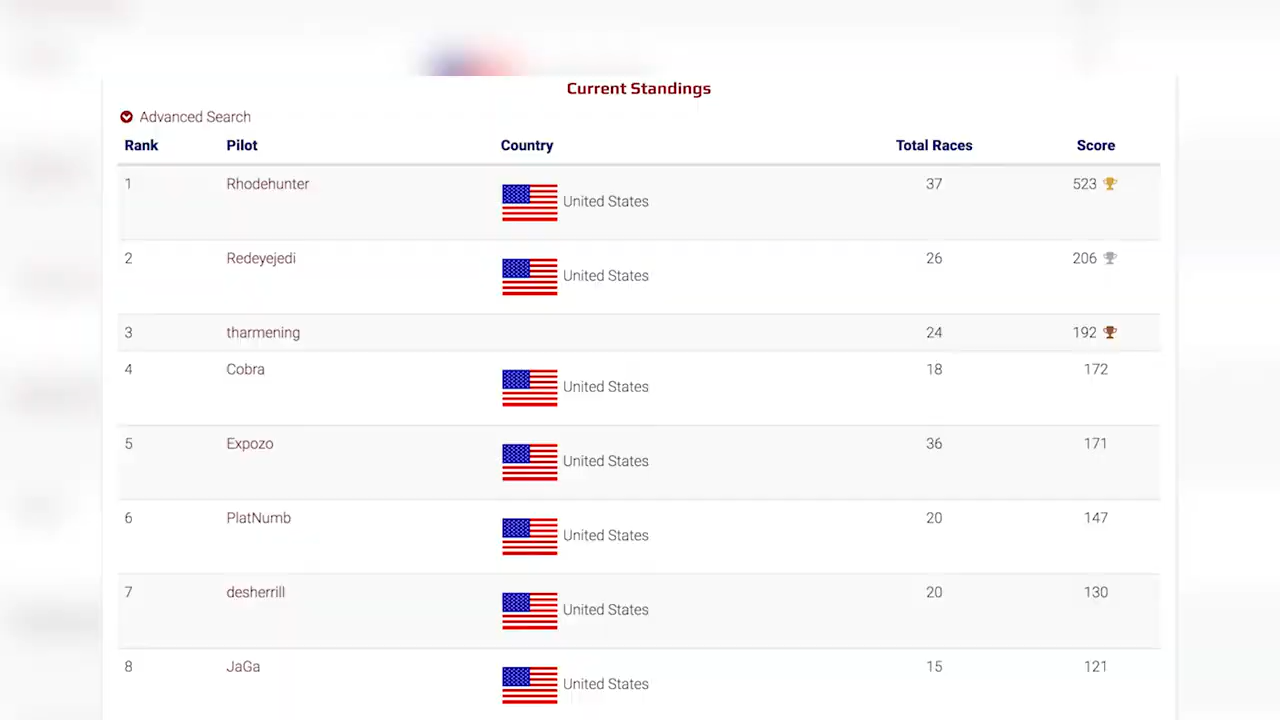 Current Standings
Advanced Search
Rank Pilot Country Total Races Score
1 Rhodehunter United States 37 523
2 Redeyejedi United States 26 206
3 tharmening 24 192
4 Cobra United States 18 172
5 Expozo United States 36 171
6 PlatNumb United States 20 147
7 desherrill United States 20 130
8 JaGa United States 15 121